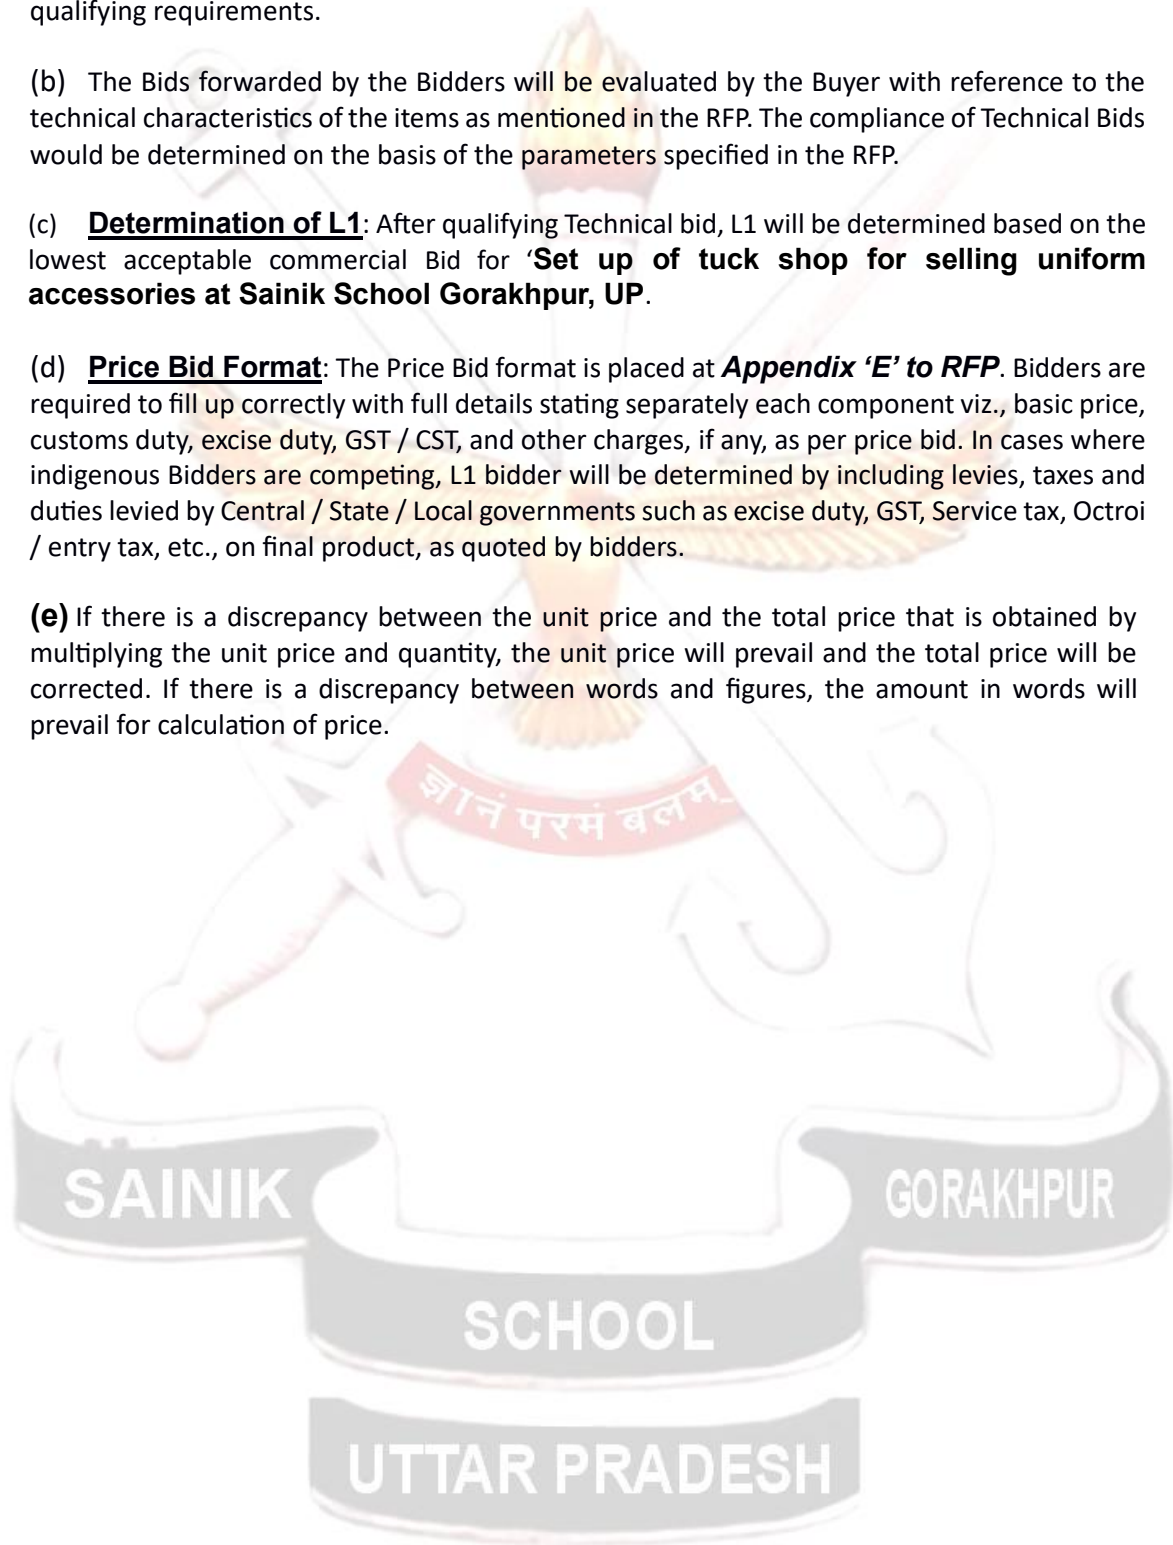 qualifying requirements.
(b) The Bids forwarded by the Bidders will be evaluated by the Buyer with reference to the
technical characteristics of the items as mentioned in the RFP. The compliance of Technical Bids
would be determined on the basis of the parameters specified in the RFP.
(c) Determination of L1: After qualifying Technical bid, L1 will be determined based on the
lowest acceptable commercial Bid for ‘Set up of tuck shop for selling uniform
accessories at Sainik School Gorakhpur, UP.
(d) Price Bid Format: The Price Bid format is placed at Appendix ‘E’ to RFP. Bidders are
required to fill up correctly with full details stating separately each component viz., basic price,
customs duty, excise duty, GST / CST, and other charges, if any, as per price bid. In cases where
indigenous Bidders are competing, L1 bidder will be determined by including levies, taxes and
duties levied by Central / State / Local governments such as excise duty, GST, Service tax, Octroi
/ entry tax, etc., on final product, as quoted by bidders.
(e) If there is a discrepancy between the unit price and the total price that is obtained by
multiplying the unit price and quantity, the unit price will prevail and the total price will be
corrected. If there is a discrepancy between words and figures, the amount in words will
prevail for calculation of price.
ज्ञानं परमं बलम्
SAINIK
GORAKHPUR
SCHOOL
UTTAR PRADESH